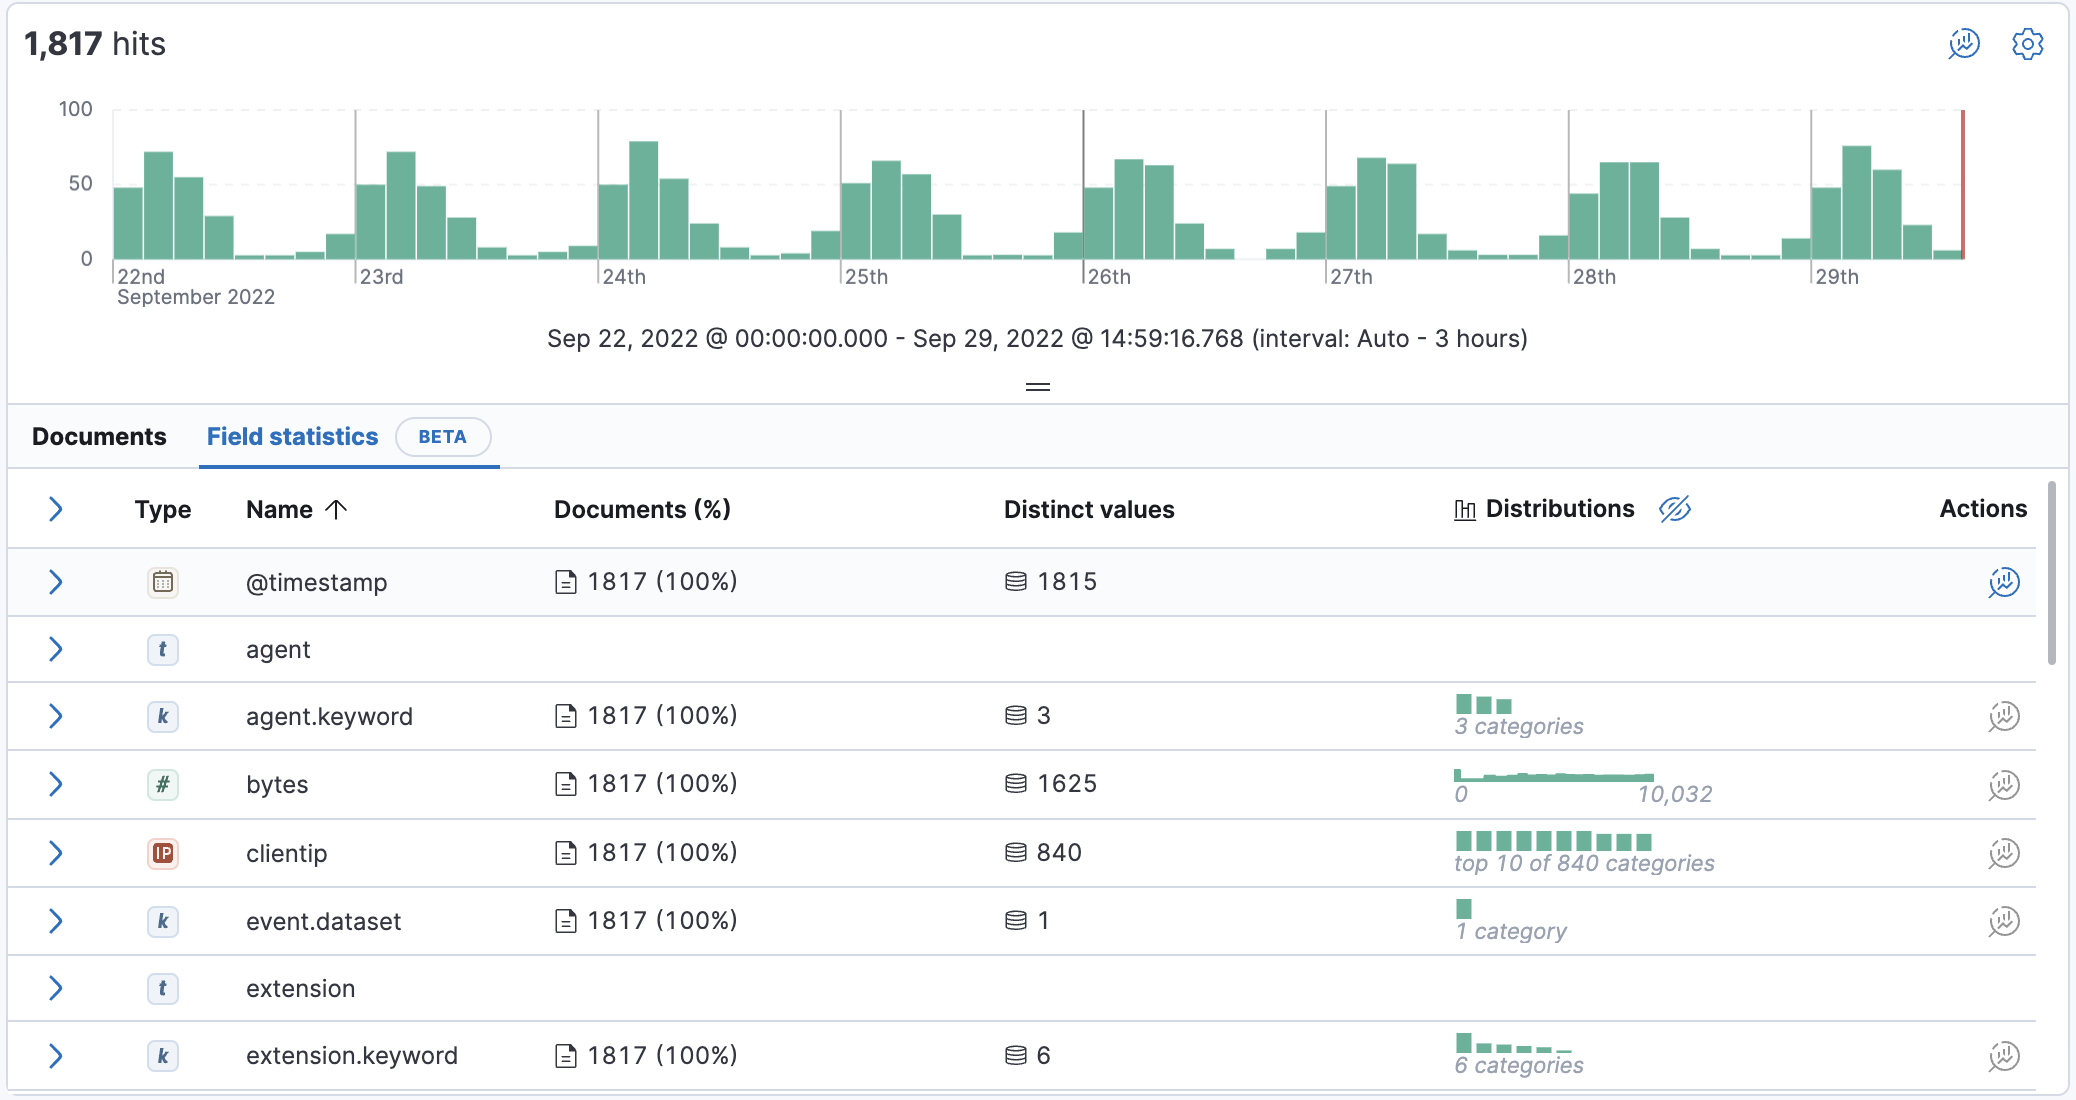 1,817 hits
100
50
0
22nd 23rd 24th 25th 26th 27th 28th 29th
September 2022
Sep 22, 2022 @ 00:00:00.000 - Sep 29, 2022 @ 14:59:16.768 (interval: Auto - 3 hours)
Documents Field statistics BETA
Type Name Documents (%) Distinct values Distributions Actions
@timestamp 1817 (100%) 1815
t agent
k agent.keyword 1817 (100%) 3
3 categories
# bytes 1817 (100%) 1625
0 10,032
IP clientip 1817 (100%) 840
top 10 of 840 categories
k event.dataset 1817 (100%) 1
1 category
t extension
k extension.keyword 1817 (100%) 6
6 categories